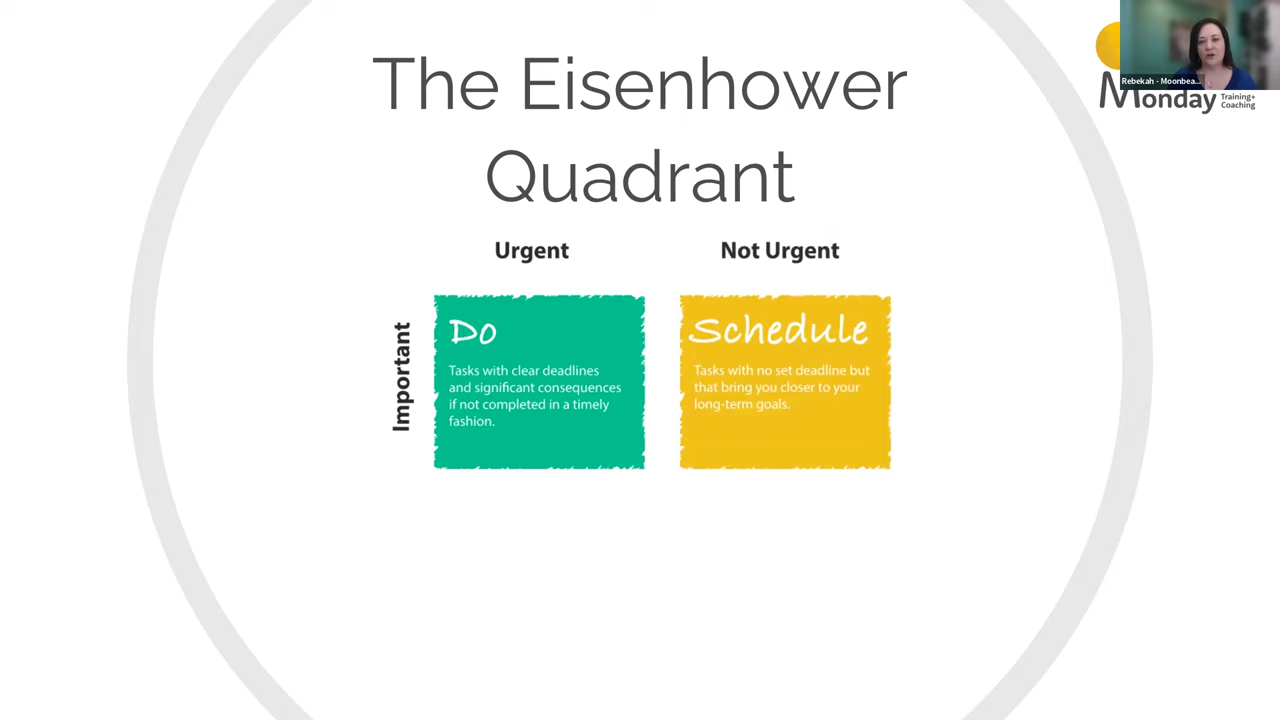 The Eisenhower
Quadrant
Rebekah - Moonbea...
Monday Training+
Coaching
Urgent
Not Urgent
Important
Do
Tasks with clear deadlines
and significant consequences
if not completed in a timely
fashion.
Schedule
Tasks with no set deadline but
that bring you closer to your
long-term goals.